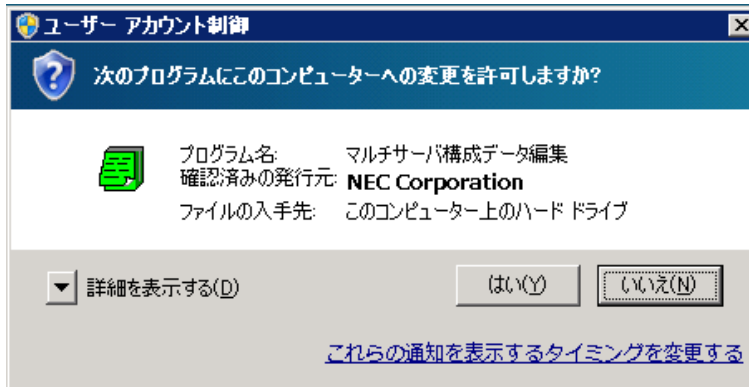 ユーザー アカウント制御
次のプログラムにこのコンピューターへの変更を許可しますか?
プログラム名: マルチサーバ構成データ編集
確認済みの発行元: NEC Corporation
ファイルの入手先: このコンピューター上のハード ドライブ
詳細を表示する(D) はい(Y) いいえ(N)
これらの通知を表示するタイミングを変更する